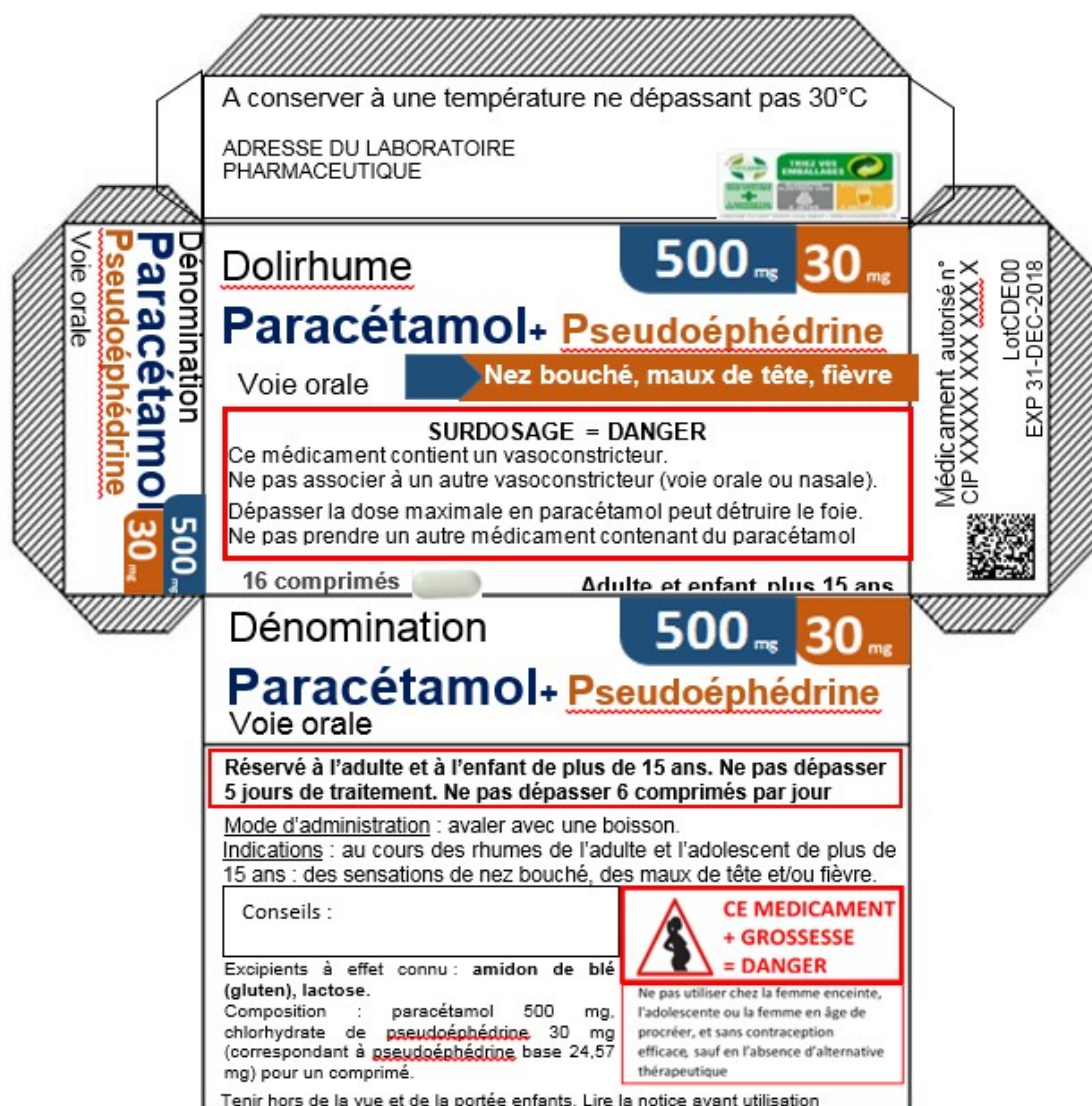 A conserver à une température ne dépassant pas 30°C
ADRESSE DU LABORATOIRE
PHARMACEUTIQUE
TRIEZ VOS
EMBALLAGES
Dénomination
Paracétamol
Pseudoéphédrine
Voie orale
500 mg
30 mg
Dolirhume
500 mg 30 mg
Paracétamol+ Pseudoéphédrine
Voie orale
Nez bouché, maux de tête, fièvre
SURDOSAGE = DANGER
Ce médicament contient un vasoconstricteur.
Ne pas associer à un autre vasoconstricteur (voie orale ou nasale).
Dépasser la dose maximale en paracétamol peut détruire le foie.
Ne pas prendre un autre médicament contenant du paracétamol
16 comprimés
Adulte et enfant plus 15 ans
Médicament autorisé n°
CIP XXXXX XXX XXX X
LotCDE00
EXP 31-DEC-2018
Dénomination
500 mg 30 mg
Paracétamol+ Pseudoéphédrine
Voie orale
Réservé à l'adulte et à l'enfant de plus de 15 ans. Ne pas dépasser
5 jours de traitement. Ne pas dépasser 6 comprimés par jour
Mode d'administration : avaler avec une boisson.
Indications : au cours des rhumes de l'adulte et l'adolescent de plus de
15 ans : des sensations de nez bouché, des maux de tête et/ou fièvre.
Conseils :
CE MEDICAMENT
+ GROSSESSE
= DANGER
Ne pas utiliser chez la femme enceinte,
l'adolescente ou la femme en âge de
procréer, et sans contraception
efficace, sauf en l'absence d'alternative
thérapeutique
Excipients à effet connu : amidon de blé
(gluten), lactose.
Composition : paracétamol 500 mg,
chlorhydrate de pseudoéphédrine 30 mg
(correspondant à pseudoéphédrine base 24,57
mg) pour un comprimé.
Tenir hors de la vue et de la portée enfants. Lire la notice avant utilisation